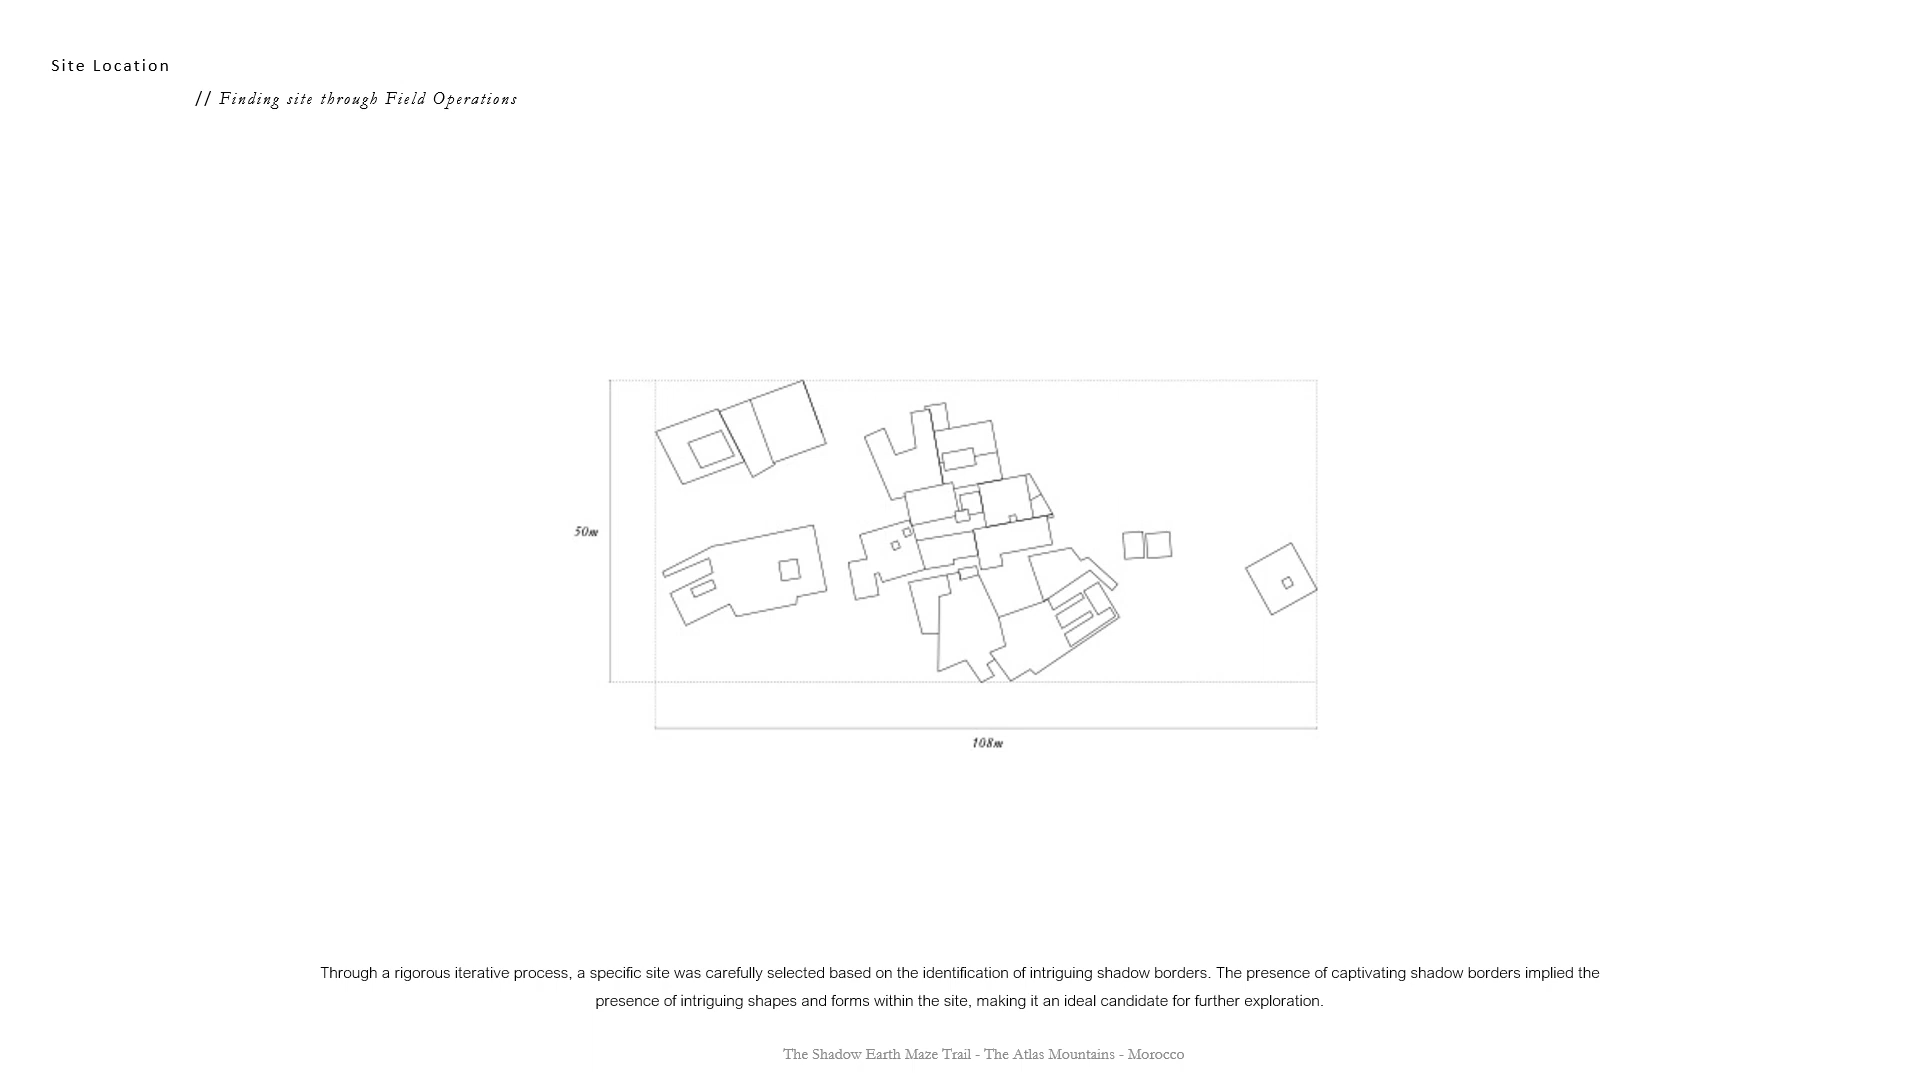 Site Location
// Finding site through Field Operations
50m
108m
Through a rigorous iterative process, a specific site was carefully selected based on the identification of intriguing shadow borders. The presence of captivating shadow borders implied the
presence of intriguing shapes and forms within the site, making it an ideal candidate for further exploration.
The Shadow Earth Maze Trail - The Atlas Mountains - Morocco